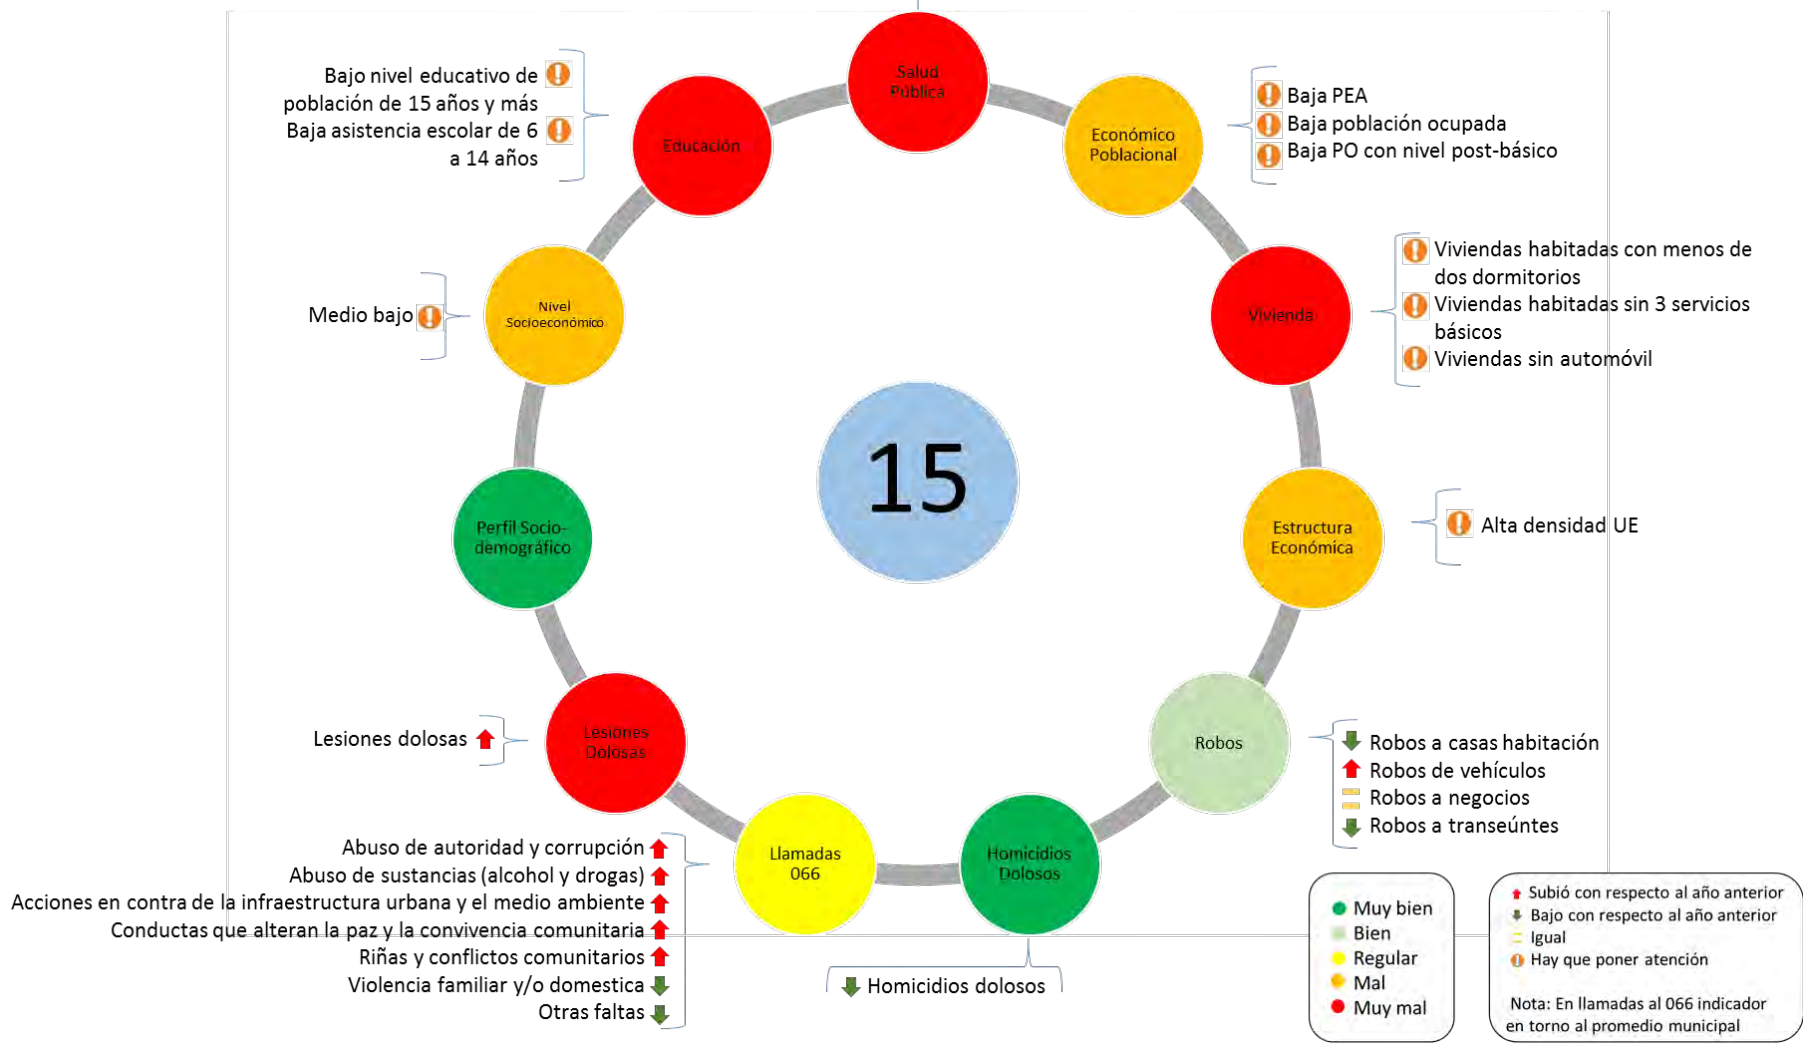 Salud
Pública
Bajo nivel educativo de
población de 15 años y más
Baja asistencia escolar de 6
a 14 años
Educación
Económico
Poblacional
Baja PEA
Baja población ocupada
Baja PO con nivel post-básico
Medio bajo
Nivel
Socioeconómico
Vivienda
Viviendas habitadas con menos de
dos dormitorios
Viviendas habitadas sin 3 servicios
básicos
Viviendas sin automóvil
15
Perfil Socio-
demográfico
Estructura
Económica
Alta densidad UE
Lesiones dolosas
Lesiones
Dolosas
Robos
Robos a casas habitación
Robos de vehículos
Robos a negocios
Robos a transeúntes
Abuso de autoridad y corrupción
Abuso de sustancias (alcohol y drogas)
Acciones en contra de la infraestructura urbana y el medio ambiente
Conductas que alteran la paz y la convivencia comunitaria
Riñas y conflictos comunitarios
Violencia familiar y/o domestica
Otras faltas
Llamadas
066
Homicidios
Dolosos
Homicidios dolosos
Muy bien
Bien
Regular
Mal
Muy mal
Subió con respecto al año anterior
Bajo con respecto al año anterior
Igual
Hay que poner atención
Nota: En llamadas al 066 indicador
en torno al promedio municipal